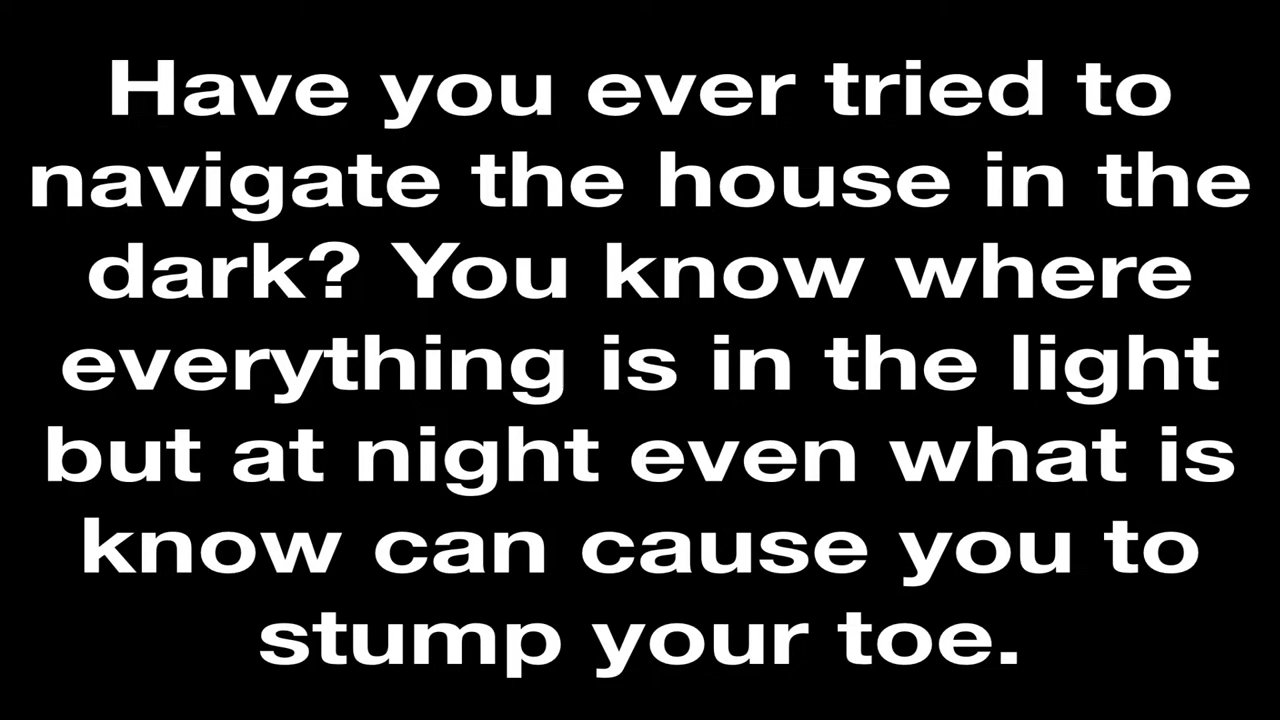 Have you ever tried to
navigate the house in the
dark? You know where
everything is in the light
but at night even what is
know can cause you to
stump your toe.